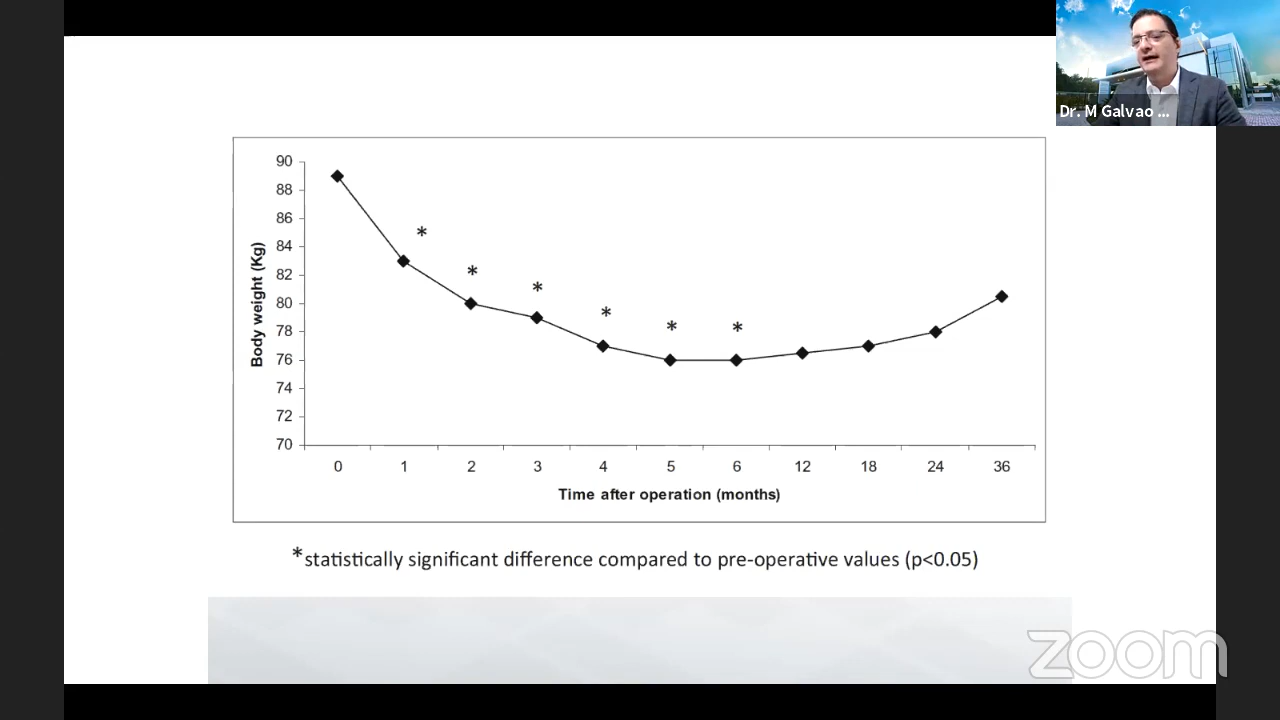 Dr. M Galvao ...
90
88
86
84
82
80
78
76
74
72
70
Body weight (Kg)
*
*
*
*
*
*
0 1 2 3 4 5 6 12 18 24 36
Time after operation (months)
*statistically significant difference compared to pre-operative values (p<0.05)
zoom